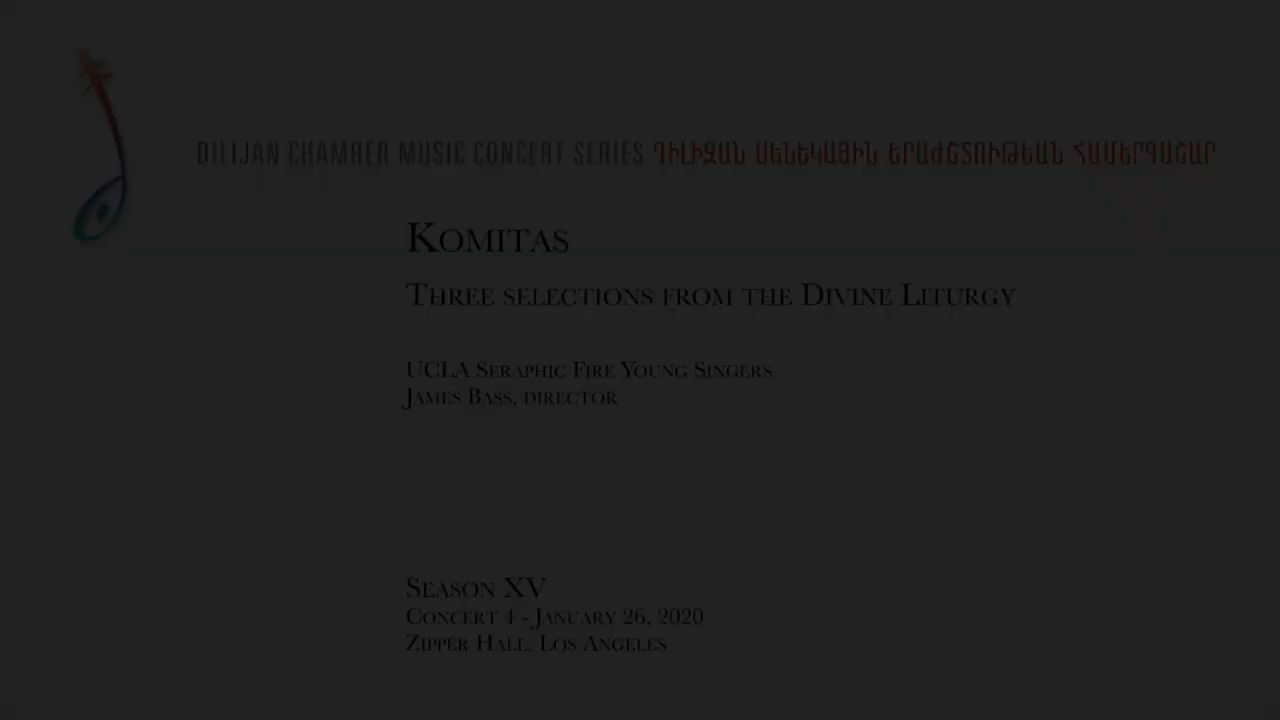 DILIJAN CHAMBER MUSIC CONCERT SERIES ԴԻԼԻՋԱՆ ՍԵՆԵԿԱՅԻՆ ԵՐԱԺՇՏՈՒԹԵԱՆ ՀԱՄԵՐԳԱՇԱՐ
KOMITAS
THREE SELECTIONS FROM THE DIVINE LITURGY
UCLA SERAPHIC FIRE YOUNG SINGERS
JAMES BASS, DIRECTOR
SEASON XV
CONCERT 4 - JANUARY 26, 2020
ZIPPER HALL, LOS ANGELES